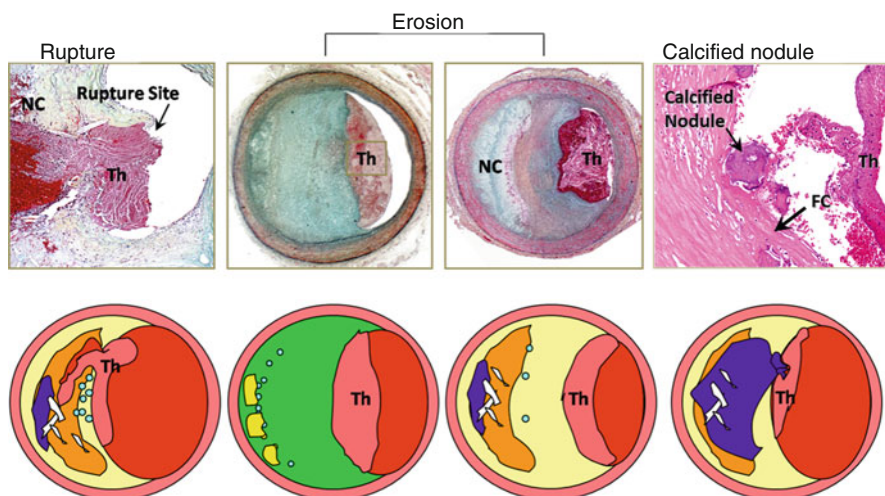 Erosion
Rupture
Calcified nodule
NC
Rupture Site
Th
Th
NC
Th
Calcified
Nodule
Th
FC
Th
Th
Th
Th